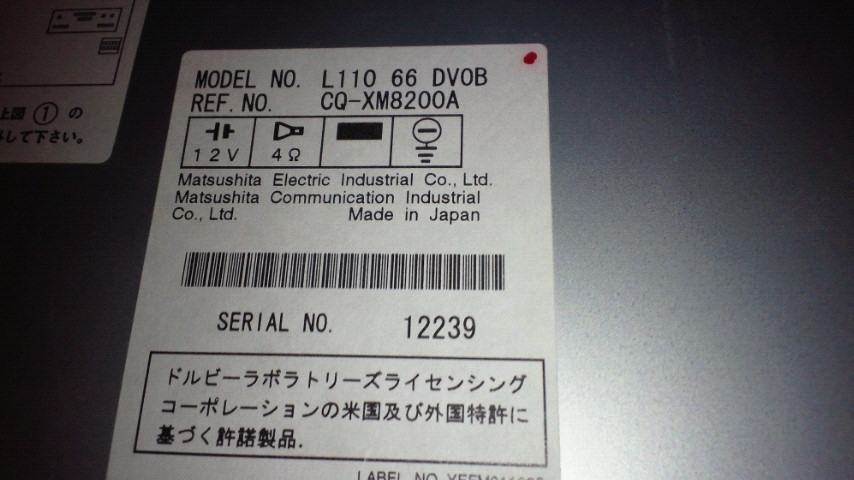 上図①の
して下さい。
MODEL NO. L110 66 DV0B
REF. NO. CQ-XM8200A
12V 4Ω
Matsushita Electric Industrial Co., Ltd.
Matsushita Communication Industrial
Co., Ltd. Made in Japan
SERIAL NO. 12239
ドルビーラボラトリーズライセンシング
コーポレーションの米国及び外国特許に
基づく許諾製品.
LABEL NO